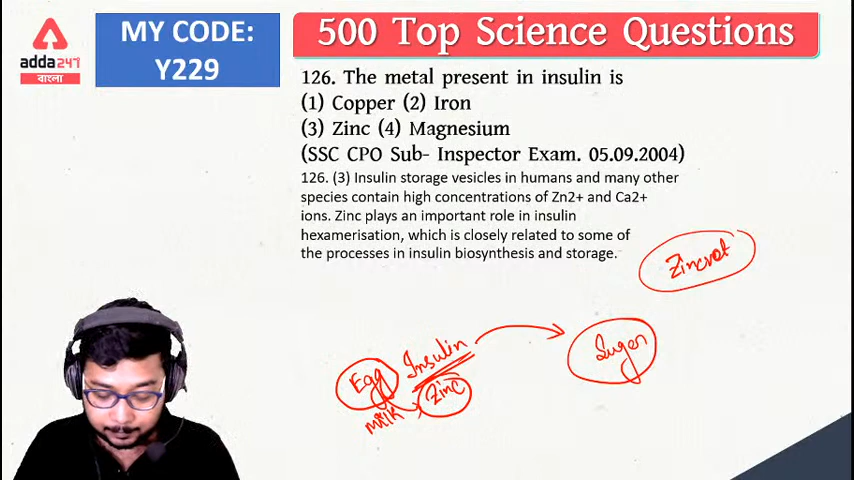 MY CODE:
Y229
adda247
বাংলা
500 Top Science Questions
126. The metal present in insulin is
(1) Copper (2) Iron
(3) Zinc (4) Magnesium
(SSC CPO Sub- Inspector Exam. 05.09.2004)
126. (3) Insulin storage vesicles in humans and many other
species contain high concentrations of Zn2+ and Ca2+
ions. Zinc plays an important role in insulin
hexamerisation, which is closely related to some of
the processes in insulin biosynthesis and storage.
Insulin
Egg
Zinc
Milk